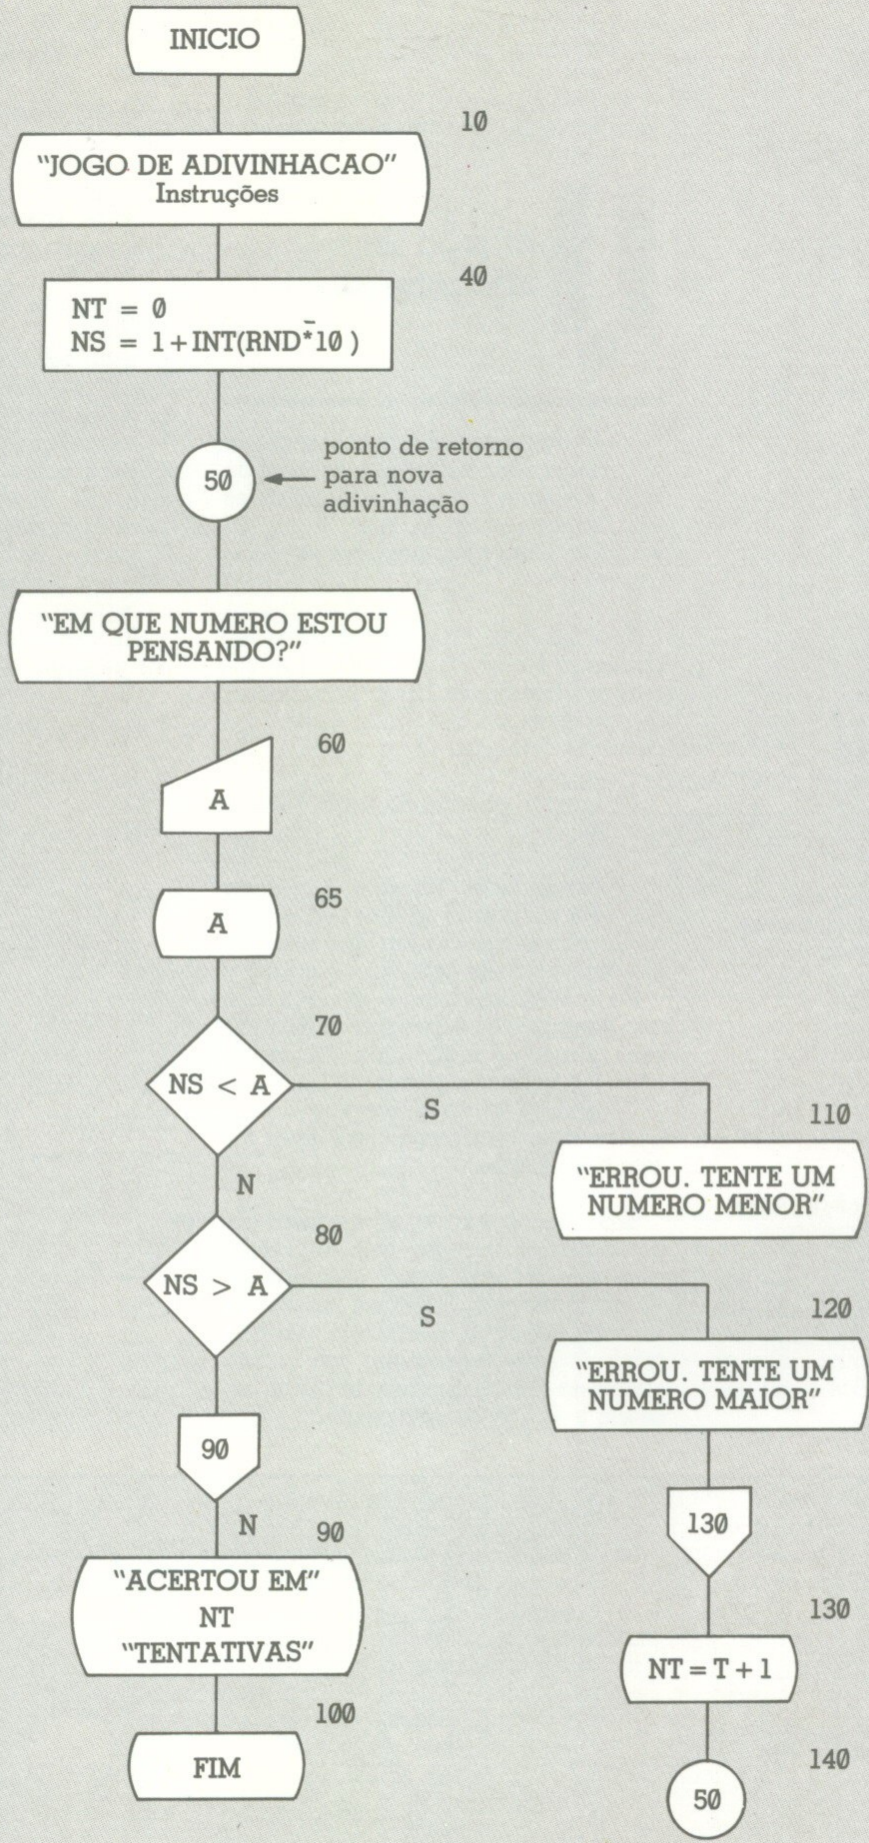 INICIO
10
"JOGO DE ADIVINHACAO"
Instruções
40
NT = 0
NS = 1+INT(RND*10)
50
ponto de retorno
para nova
adivinhação
"EM QUE NUMERO ESTOU
PENSANDO?"
60
A
65
A
70
NS < A
S
110
"ERROU. TENTE UM
NUMERO MENOR"
N
80
NS > A
S
120
"ERROU. TENTE UM
NUMERO MAIOR"
90
130
N
90
"ACERTOU EM"
NT
"TENTATIVAS"
130
NT = T + 1
100
FIM
140
50